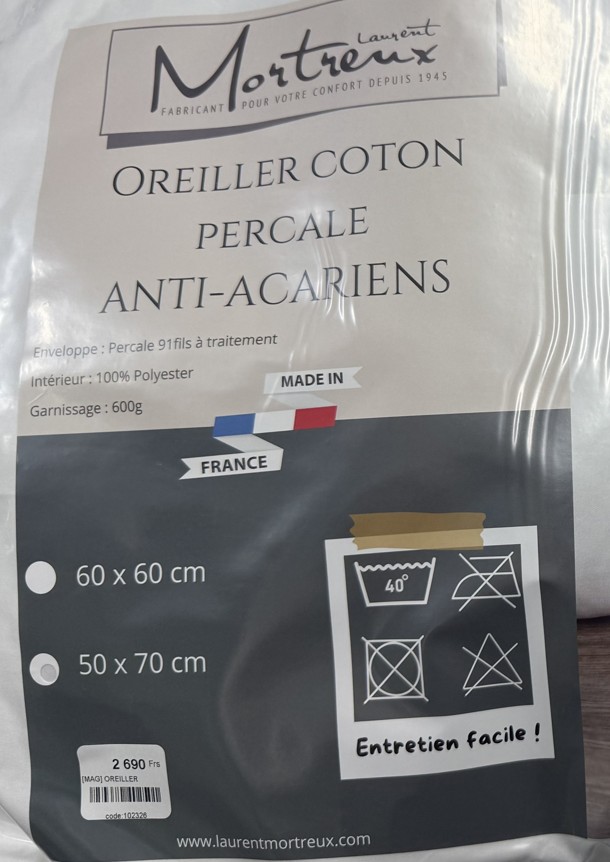 Laurent
Mortreux
FABRICANT POUR VOTRE CONFORT DEPUIS 1945
OREILLER COTON
PERCALE
ANTI-ACARIENS
Enveloppe : Percale 91fils à traitement
Intérieur : 100% Polyester
Garnissage : 600g
MADE IN
FRANCE
60 x 60 cm
50 x 70 cm
40°
Entretien facile !
2 690 Frs
[MAG] OREILLER
code:102326
www.laurentmortreux.com